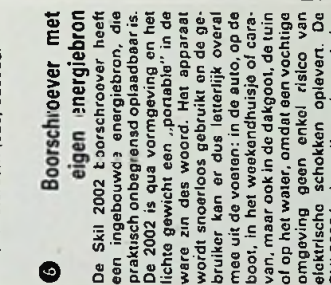 6
Boorschroever met
eigen energiebron
De Skil 2002 boorschroever heeft
een ingebouwde energiebron, die
praktisch onbegrensd oplaadbaar is.
De 2002 is qua vormgeving en het
lichte gewicht een „portable" in de
ware zin des woord. Het apparaat
wordt snoerloos gebruikt en de ge-
bruiker kan er dus letterlijk overal
mee uit de voeten: in de auto, op de
boot, in het weekendhuisje of cara-
van, maar ook in de dakgoot, de tuin
of op het water, omdat een vochtige
omgeving geen enkel risico van
elektrische schokken oplevert. De